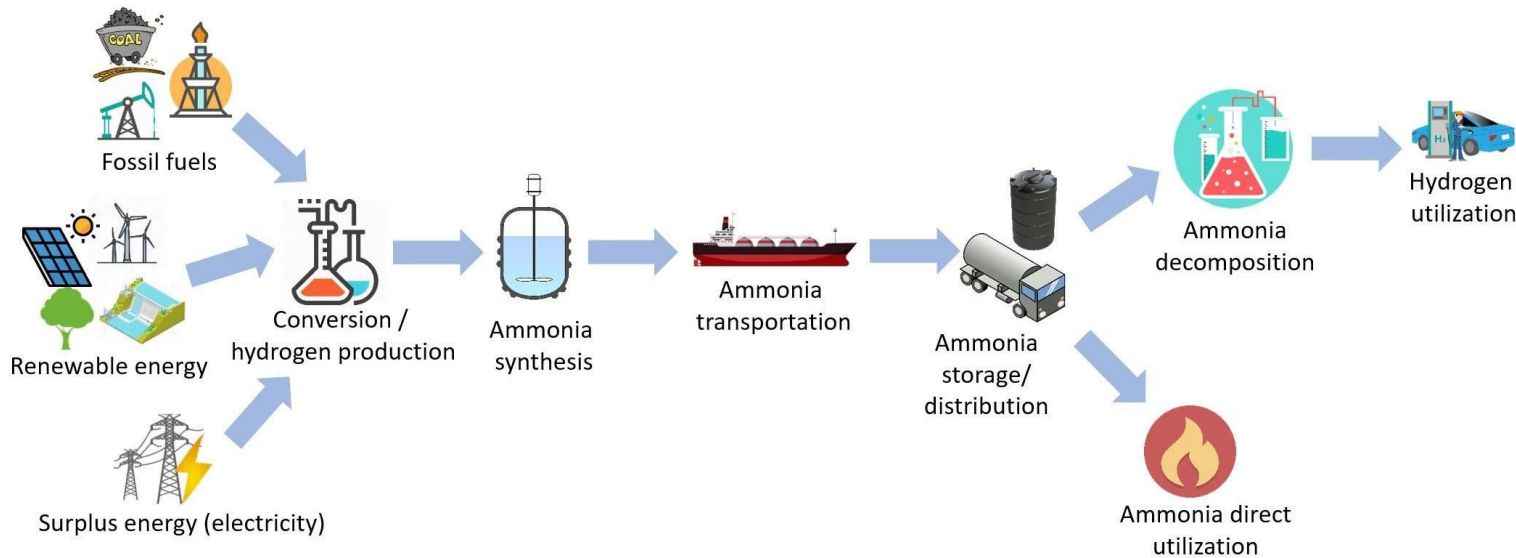 COAL
Fossil fuels
Renewable energy
Surplus energy (electricity)
Conversion /
hydrogen production
Ammonia
synthesis
Ammonia
transportation
Ammonia
storage/
distribution
Ammonia
decomposition
H₂
Hydrogen
utilization
Ammonia direct
utilization